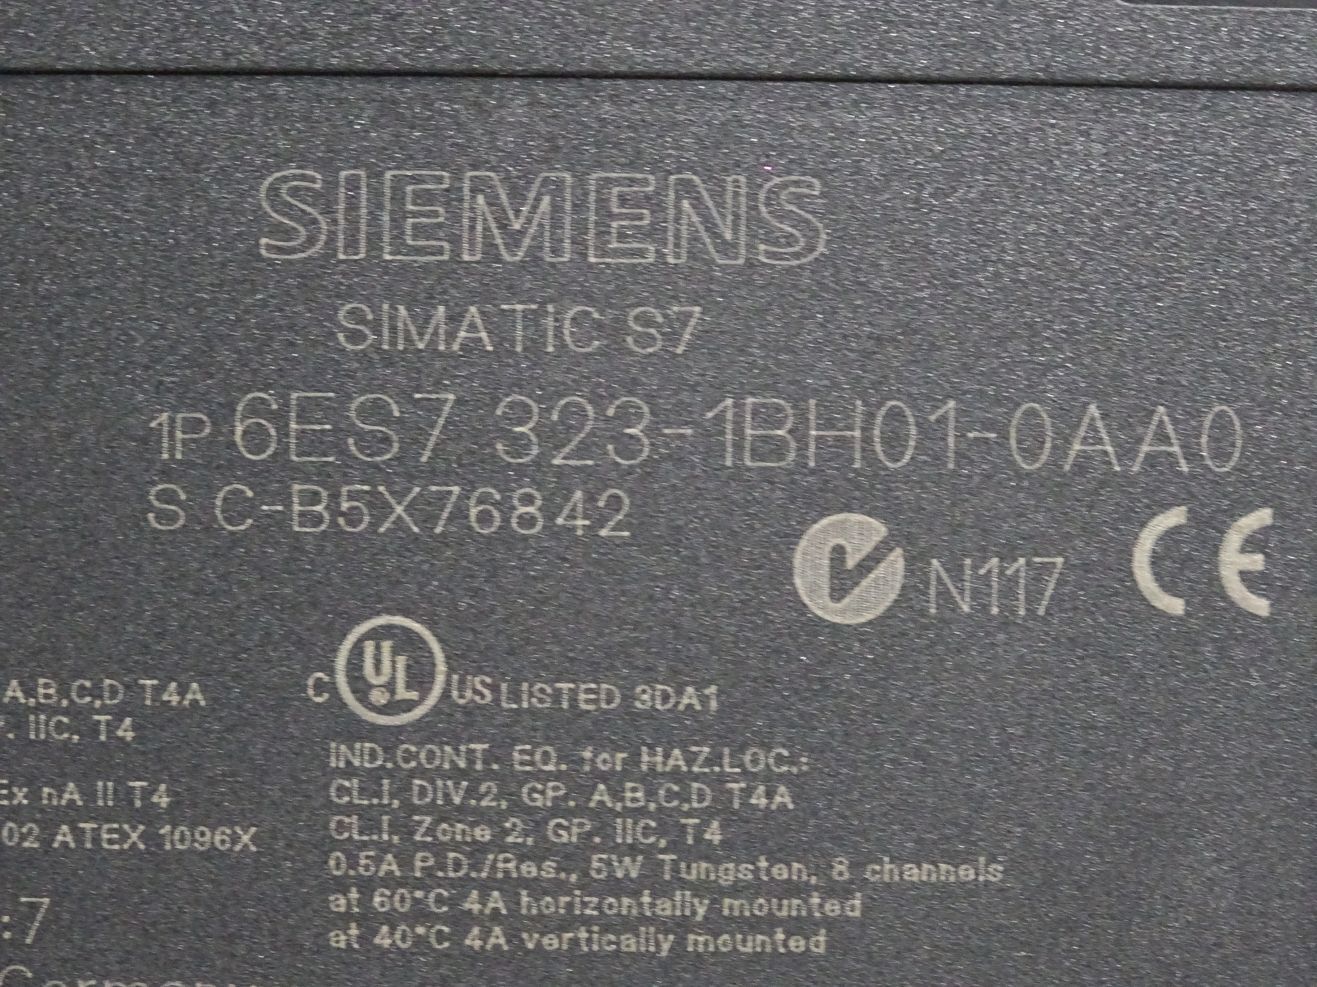 SIEMENS
SIMATIC S7
1P 6ES7 323-1BH01-0AA0
S C-B5X76842
N117 CE
C UL US LISTED 3DA1
A,B,C,D T4A
. IIC, T4
Ex nA II T4
02 ATEX 1096X
:7
IND.CONT. EQ. for HAZ.LOC.:
CL.I, DIV.2, GP. A,B,C,D T4A
CL.I, Zone 2, GP. IIC, T4
0.5A P.D./Res., 5W Tungsten, 8 channels
at 60°C 4A horizontally mounted
at 40°C 4A vertically mounted